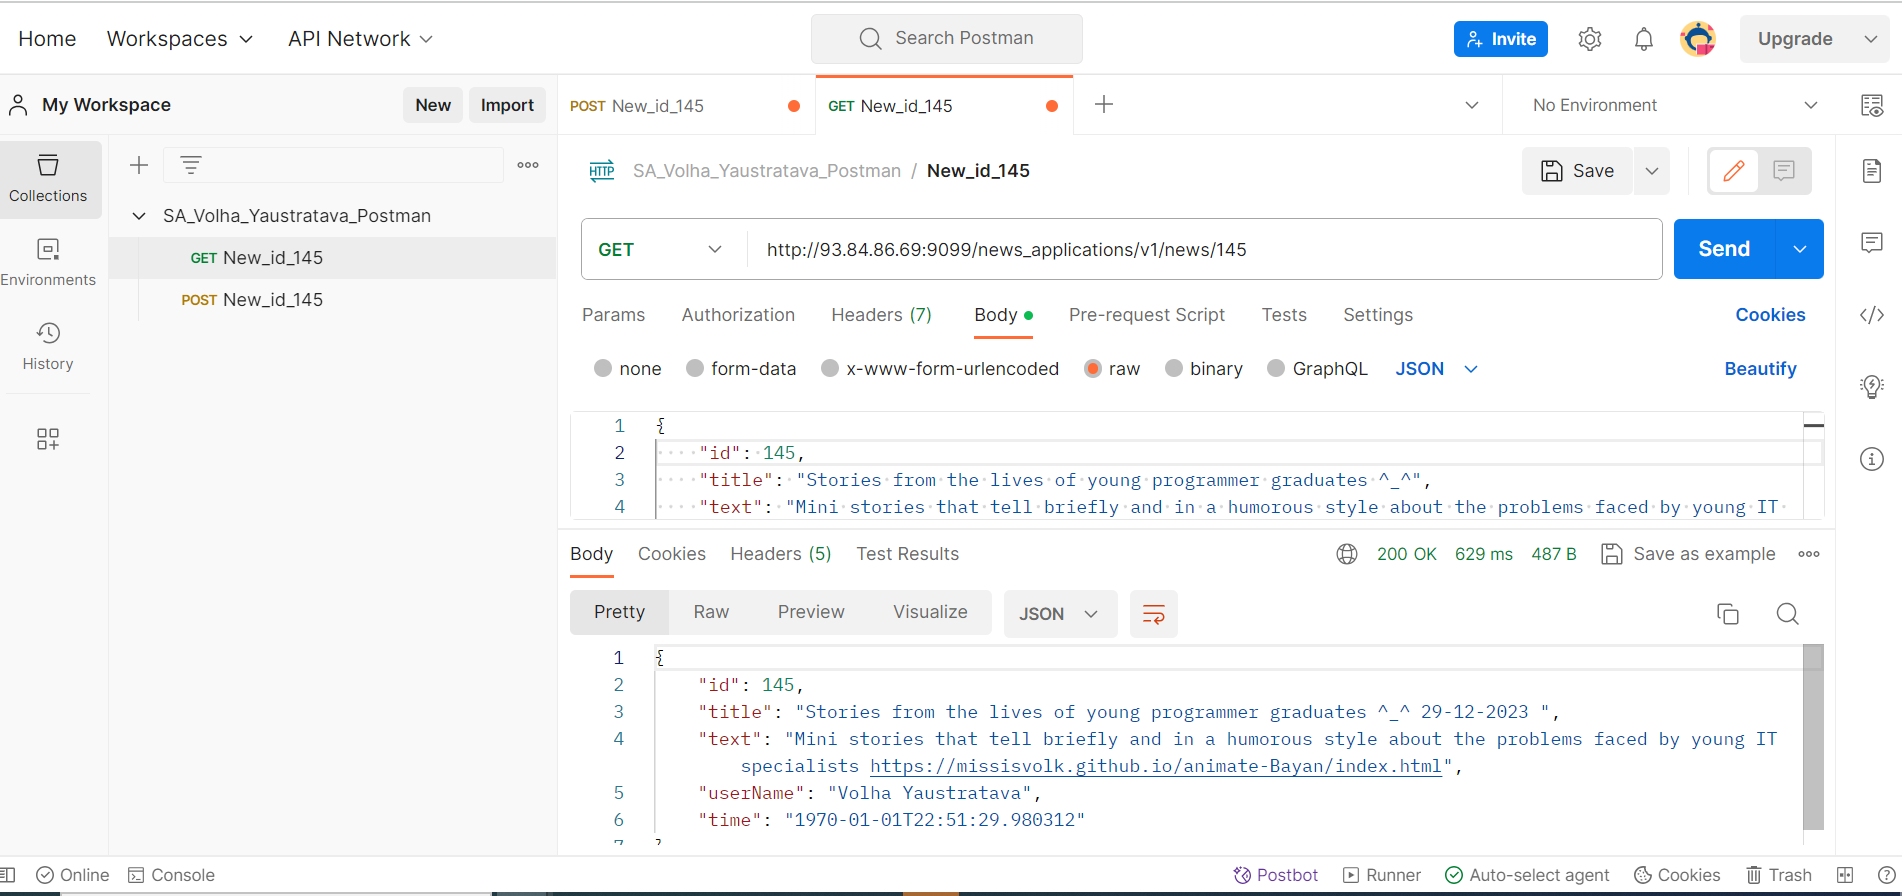 Home Workspaces API Network Search Postman Invite Upgrade
My Workspace New Import POST New_id_145 GET New_id_145 No Environment
Collections
Environments
History
SA_Volha_Yaustratava_Postman
GET New_id_145
POST New_id_145
HTTP SA_Volha_Yaustratava_Postman / New_id_145 Save
GET http://93.84.86.69:9099/news_applications/v1/news/145 Send
Params Authorization Headers (7) Body Pre-request Script Tests Settings Cookies
none form-data x-www-form-urlencoded raw binary GraphQL JSON Beautify
1 {
2 "id": 145,
3 "title": "Stories from the lives of young programmer graduates ^_^",
4 "text": "Mini stories that tell briefly and in a humorous style about the problems faced by young IT
Body Cookies Headers (5) Test Results 200 OK 629 ms 487 B Save as example
Pretty Raw Preview Visualize JSON
1 {
2 "id": 145,
3 "title": "Stories from the lives of young programmer graduates ^_^ 29-12-2023 ",
4 "text": "Mini stories that tell briefly and in a humorous style about the problems faced by young IT
specialists https://missisvolk.github.io/animate-Bayan/index.html",
5 "userName": "Volha Yaustratava",
6 "time": "1970-01-01T22:51:29.980312"
7 }
Online Console Postbot Runner Auto-select agent Cookies Trash